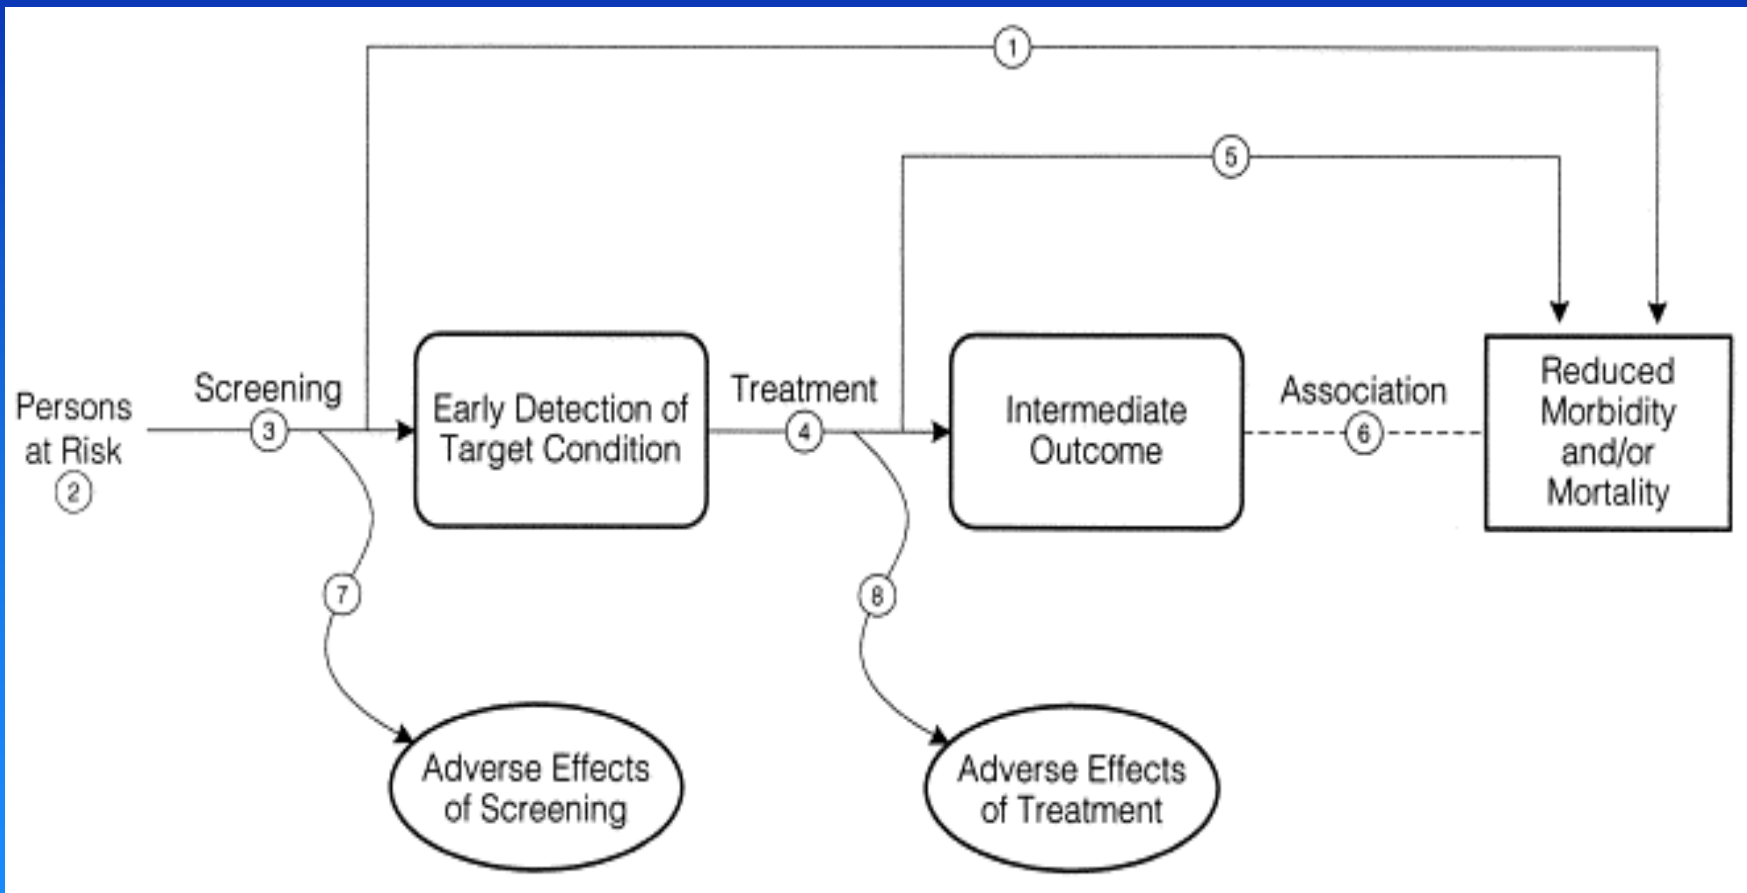 1
5
Persons
at Risk
2
Screening
3
Early Detection of
Target Condition
Treatment
4
Intermediate
Outcome
Association
6
Reduced
Morbidity
and/or
Mortality
7
8
Adverse Effects
of Screening
Adverse Effects
of Treatment